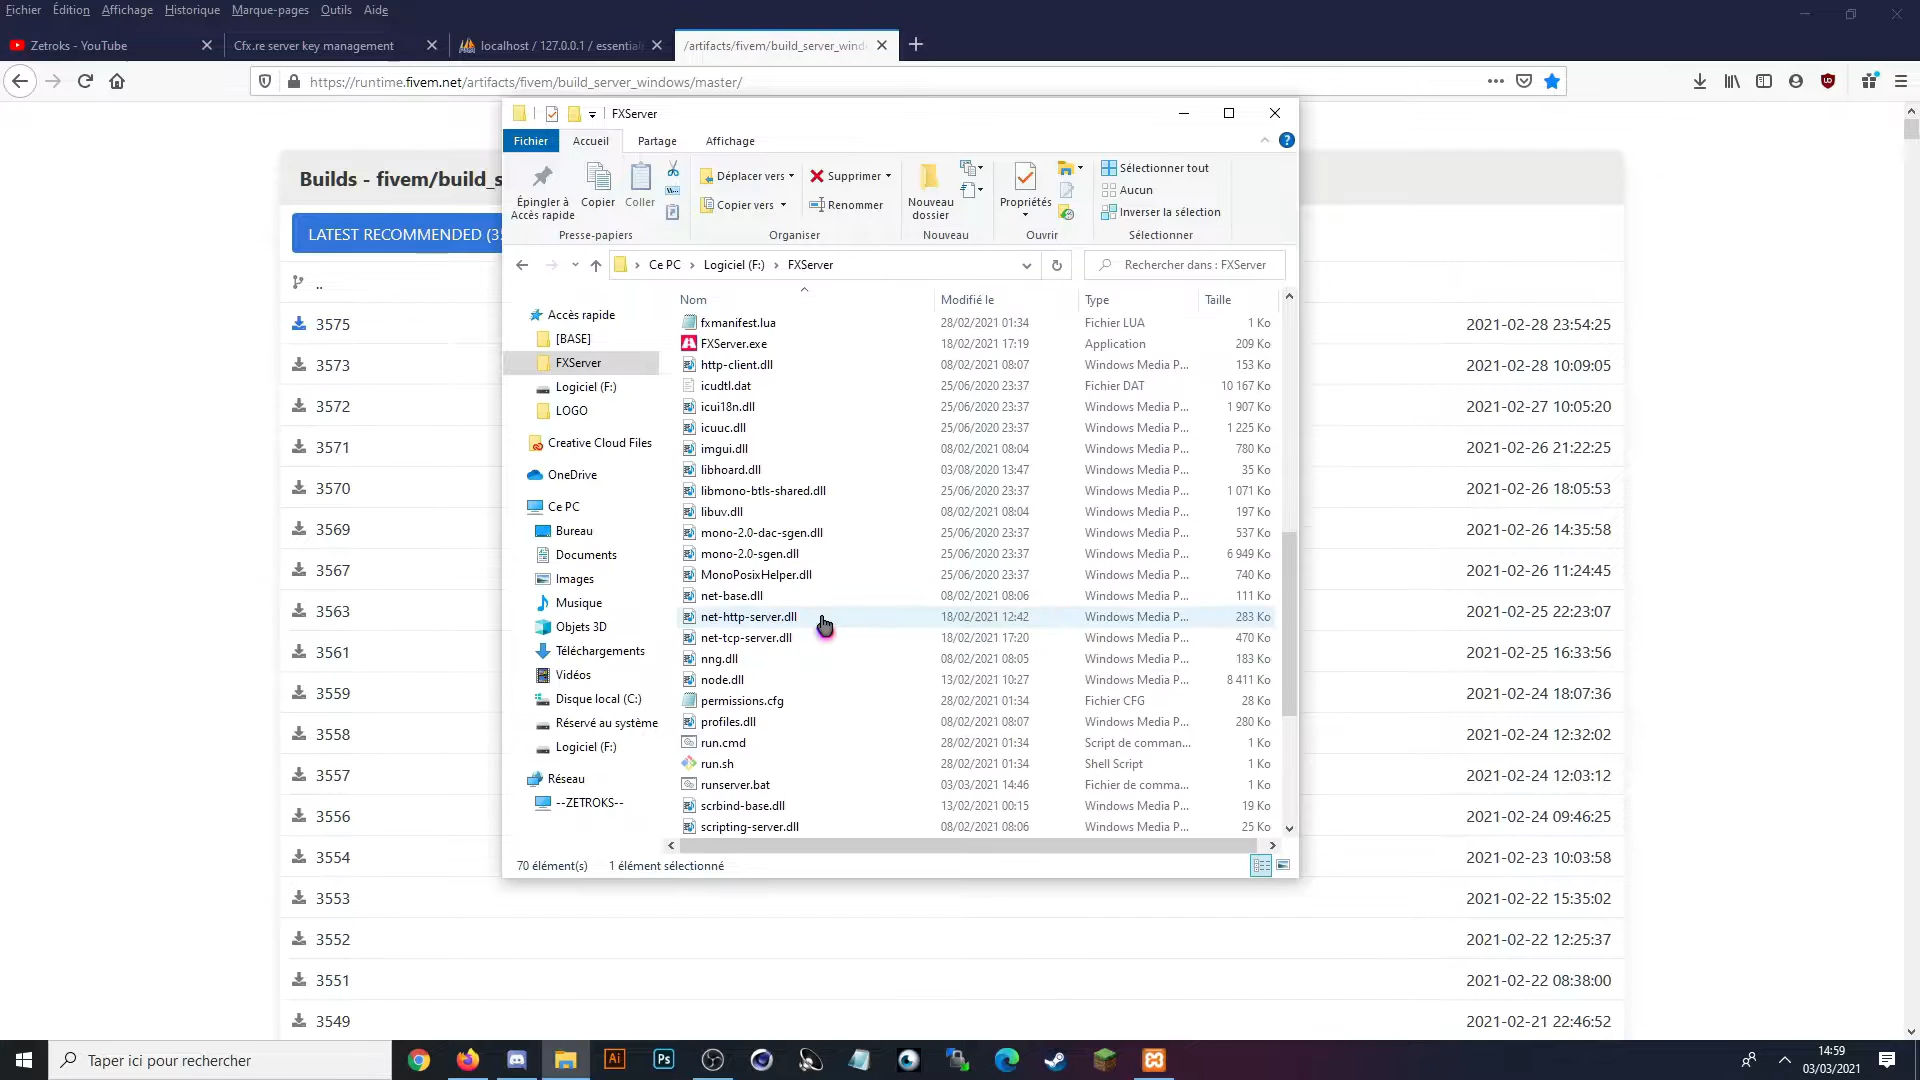 Fichier Édition Affichage Historique Marque-pages Outils Aide
Zetroks - YouTube
Cfx.re server key management
localhost / 127.0.0.1 / essential
/artifacts/fivem/build_server_wind
https://runtime.fivem.net/artifacts/fivem/build_server_windows/master/
Builds - fivem/build_s
LATEST RECOMMENDED (35
..
3575 2021-02-28 23:54:25
3573 2021-02-28 10:09:05
3572 2021-02-27 10:05:20
3571 2021-02-26 21:22:25
3570 2021-02-26 18:05:53
3569 2021-02-26 14:35:58
3567 2021-02-26 11:24:45
3563 2021-02-25 22:23:07
3561 2021-02-25 16:33:56
3559 2021-02-24 18:07:36
3558 2021-02-24 12:32:02
3557 2021-02-24 12:03:12
3556 2021-02-24 09:46:25
3554 2021-02-23 10:03:58
3553 2021-02-22 15:35:02
3552 2021-02-22 12:25:37
3551 2021-02-22 08:38:00
3549 2021-02-21 22:46:52
FXServer
Fichier Accueil Partage Affichage
Épingler à
Accès rapide
Copier
Coller
Presse-papiers
Déplacer vers
Copier vers
Supprimer
Renommer
Organiser
Nouveau
dossier
Nouveau
Propriétés
Ouvrir
Sélectionner tout
Aucun
Inverser la sélection
Sélectionner
Ce PC › Logiciel (F:) › FXServer
Rechercher dans : FXServer
Accès rapide
[BASE]
FXServer
Logiciel (F:)
LOGO
Creative Cloud Files
OneDrive
Ce PC
Bureau
Documents
Images
Musique
Objets 3D
Téléchargements
Vidéos
Disque local (C:)
Réservé au système
Logiciel (F:)
Réseau
--ZETROKS--
Nom Modifié le Type Taille
fxmanifest.lua 28/02/2021 01:34 Fichier LUA 1 Ko
FXServer.exe 18/02/2021 17:19 Application 209 Ko
http-client.dll 08/02/2021 08:07 Windows Media P... 153 Ko
icudtl.dat 25/06/2020 23:37 Fichier DAT 10 167 Ko
icui18n.dll 25/06/2020 23:37 Windows Media P... 1 907 Ko
icuuc.dll 25/06/2020 23:37 Windows Media P... 1 225 Ko
imgui.dll 08/02/2021 08:04 Windows Media P... 780 Ko
libhoard.dll 03/08/2020 13:47 Windows Media P... 35 Ko
libmono-btls-shared.dll 25/06/2020 23:37 Windows Media P... 1 071 Ko
libuv.dll 08/02/2021 08:04 Windows Media P... 197 Ko
mono-2.0-dac-sgen.dll 25/06/2020 23:37 Windows Media P... 537 Ko
mono-2.0-sgen.dll 25/06/2020 23:37 Windows Media P... 6 949 Ko
MonoPosixHelper.dll 25/06/2020 23:37 Windows Media P... 740 Ko
net-base.dll 08/02/2021 08:06 Windows Media P... 111 Ko
net-http-server.dll 18/02/2021 12:42 Windows Media P... 283 Ko
net-tcp-server.dll 18/02/2021 17:20 Windows Media P... 470 Ko
nng.dll 08/02/2021 08:05 Windows Media P... 183 Ko
node.dll 13/02/2021 10:27 Windows Media P... 8 411 Ko
permissions.cfg 28/02/2021 01:34 Fichier CFG 28 Ko
profiles.dll 08/02/2021 08:07 Windows Media P... 280 Ko
run.cmd 28/02/2021 01:34 Script de comman... 1 Ko
run.sh 28/02/2021 01:34 Shell Script 1 Ko
runserver.bat 03/03/2021 14:46 Fichier de comma... 1 Ko
scrbind-base.dll 13/02/2021 00:15 Windows Media P... 19 Ko
scripting-server.dll 08/02/2021 08:06 Windows Media P... 25 Ko
70 élément(s) 1 élément sélectionné
Taper ici pour rechercher
Ai
Ps
14:59
03/03/2021